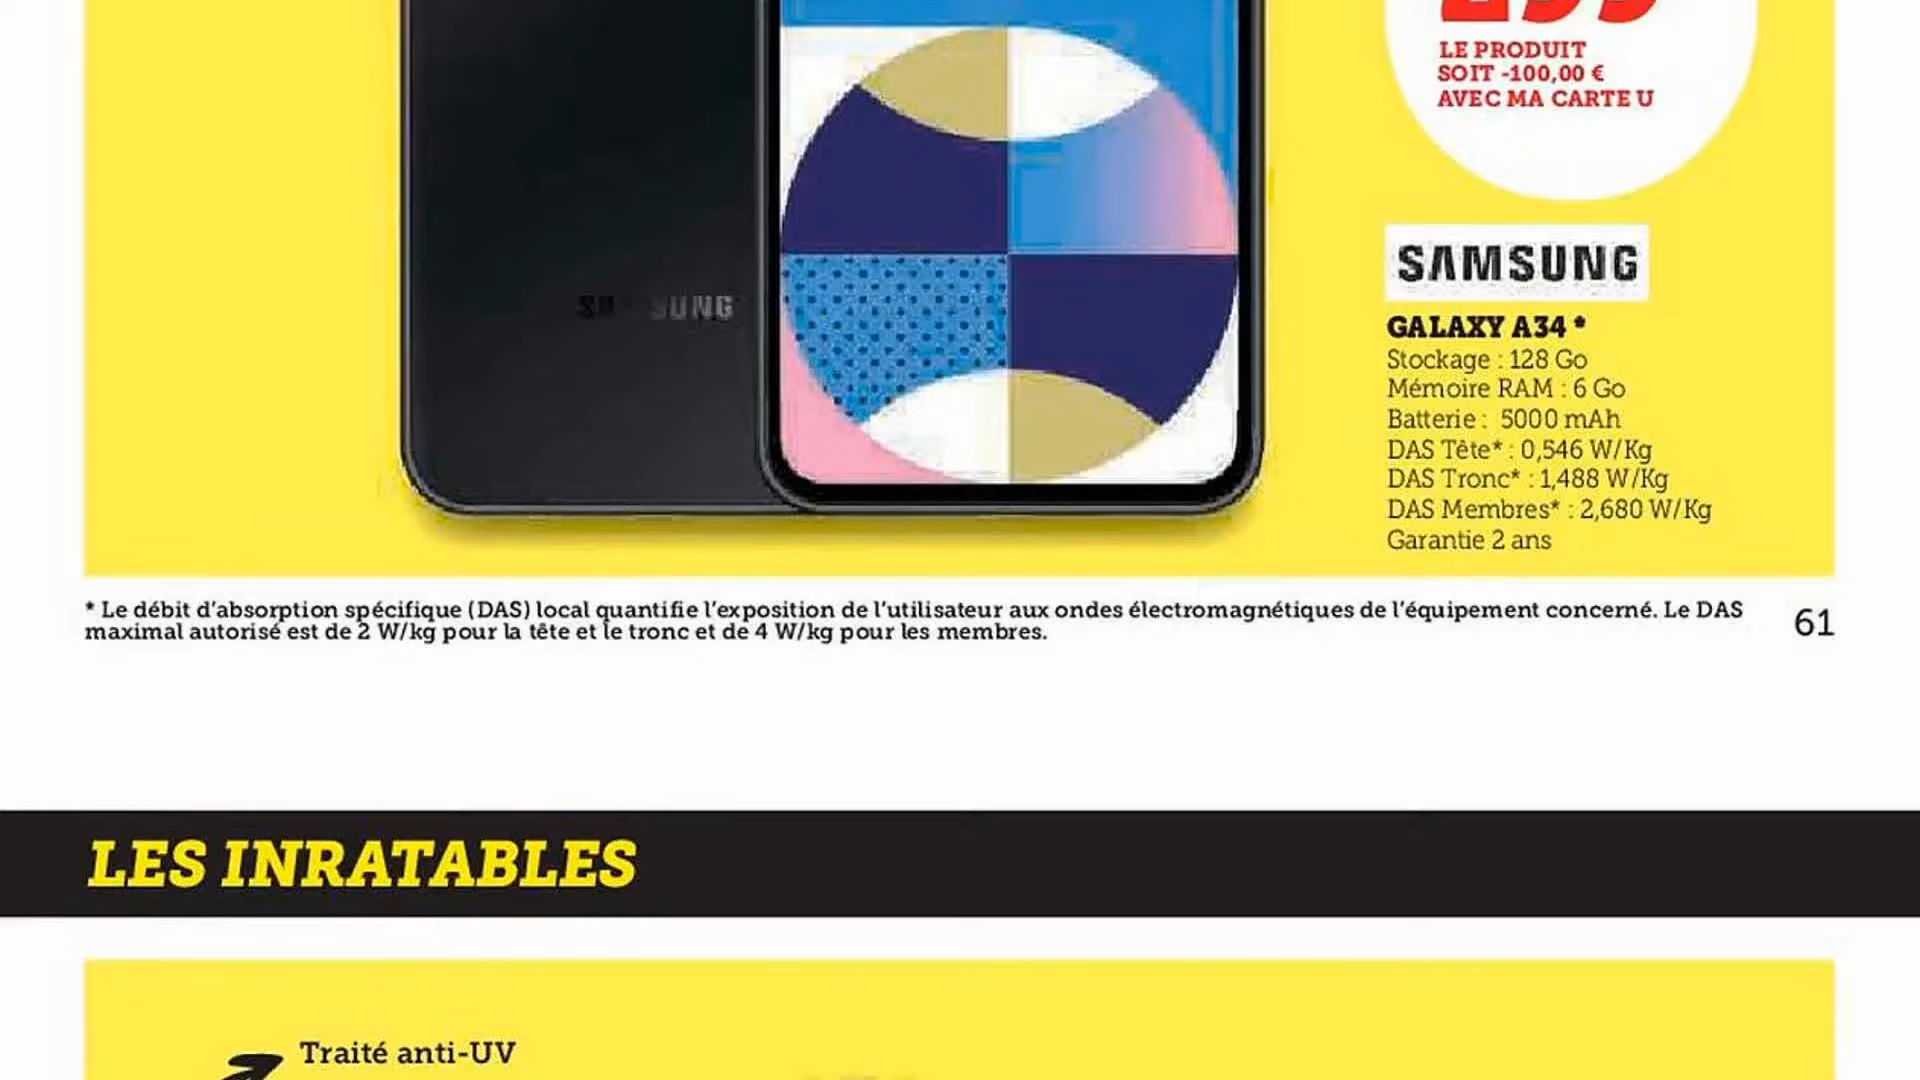 LE PRODUIT
SOIT -100,00 €
AVEC MA CARTE U
SAMSUNG
GALAXY A34 *
Stockage : 128 Go
Mémoire RAM : 6 Go
Batterie : 5000 mAh
DAS Tête* : 0,546 W/Kg
DAS Tronc* : 1,488 W/Kg
DAS Membres* : 2,680 W/Kg
Garantie 2 ans
SAMSUNG
* Le débit d'absorption spécifique (DAS) local quantifie l'exposition de l'utilisateur aux ondes électromagnétiques de l'équipement concerné. Le DAS
maximal autorisé est de 2 W/kg pour la tête et le tronc et de 4 W/kg pour les membres.
61
LES INRATABLES
Traité anti-UV